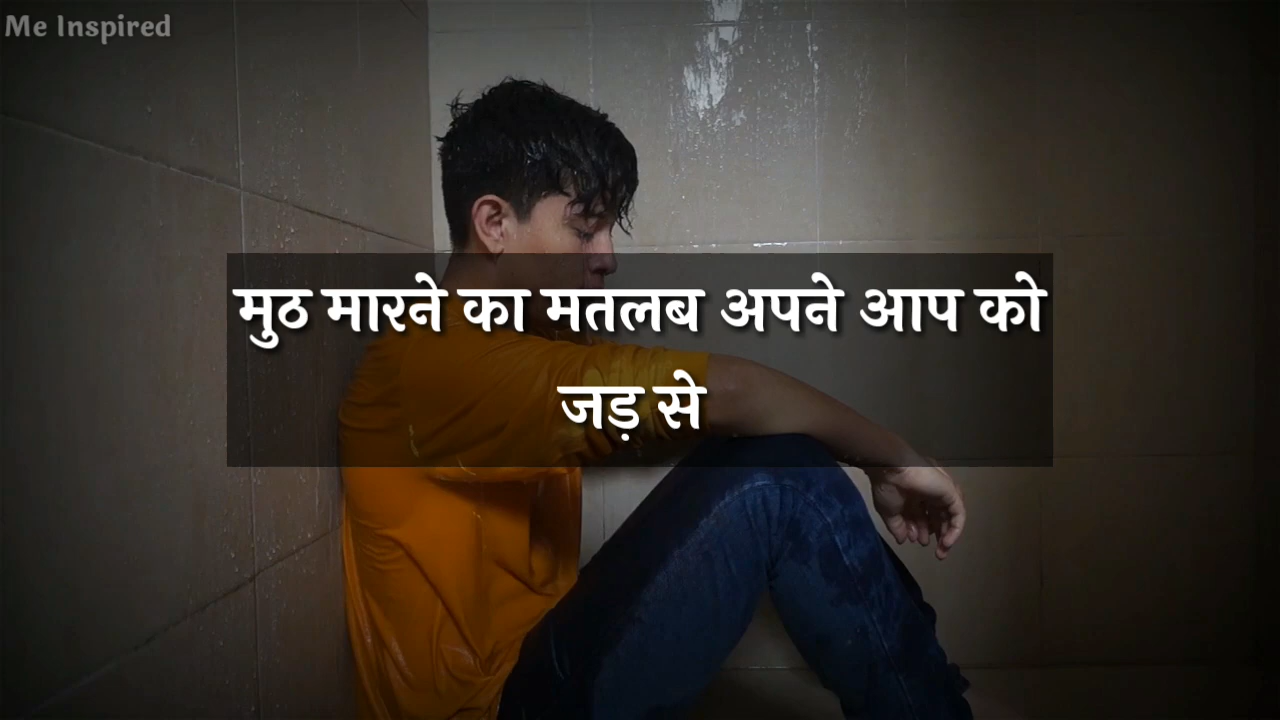 Me Inspired
मुठ मारने का मतलब अपने आप को
जड़ से